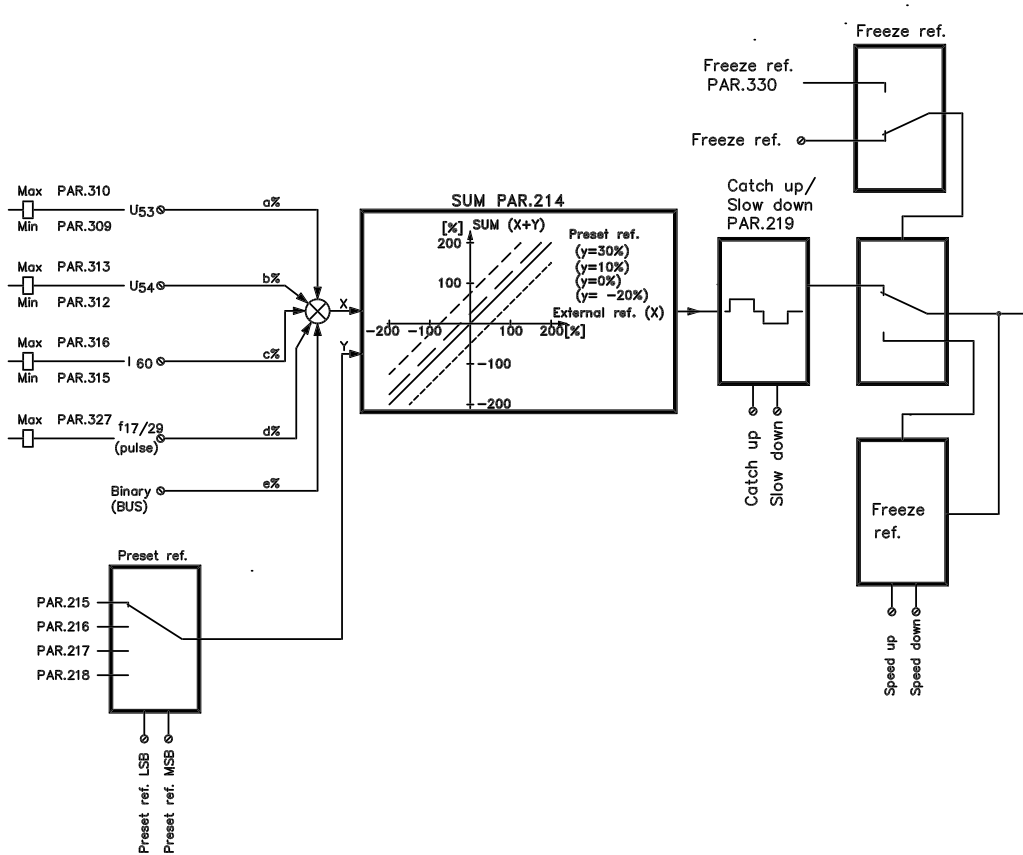 Freeze ref.
Freeze ref.
PAR.330
Freeze ref.
Catch up/
Slow down
PAR.219
Max PAR.310
U53
a%
Min PAR.309
Max PAR.313
U54
b%
Min PAR.312
Max PAR.316
I 60
c%
Min PAR.315
Max PAR.327
f17/29
(pulse)
d%
Binary
(BUS)
e%
X
Y
SUM PAR.214
[%] SUM (X+Y)
200
100
-200 -100
100 200[%]
-100
-200
Preset ref.
(y=30%)
(y=10%)
(y=0%)
(y= -20%)
External ref. (X)
Catch up
Slow down
Freeze
ref.
Speed up
Speed down
Preset ref.
PAR.215
PAR.216
PAR.217
PAR.218
Preset ref. LSB
Preset ref. MSB